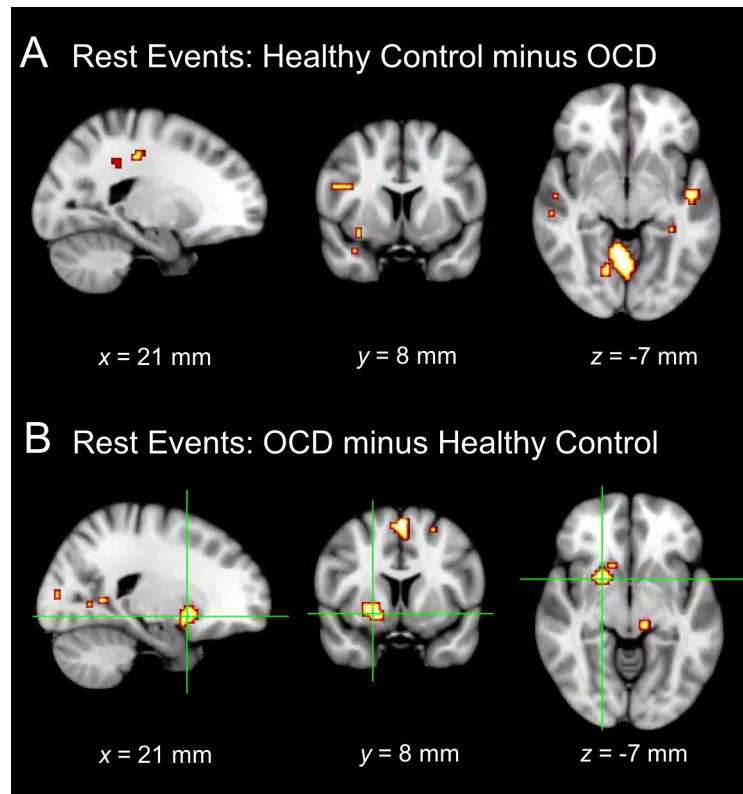 A Rest Events: Healthy Control minus OCD
x = 21 mm y = 8 mm z = -7 mm
B Rest Events: OCD minus Healthy Control
x = 21 mm y = 8 mm z = -7 mm